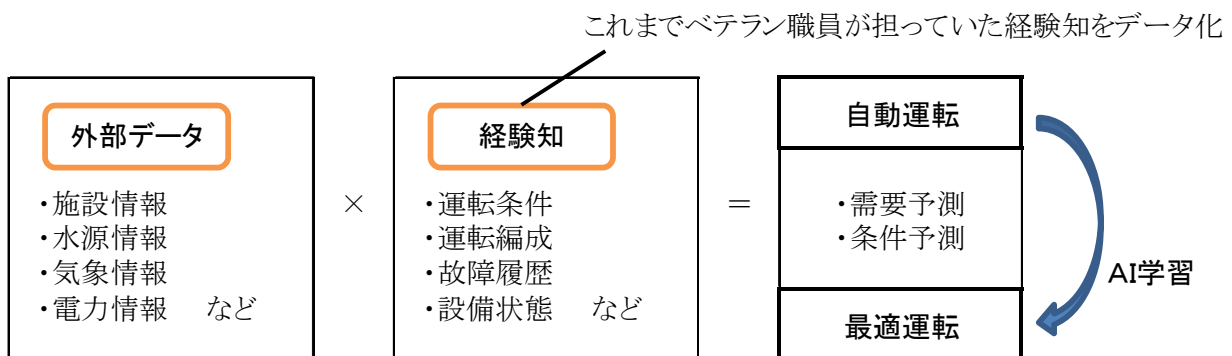 これまでベテラン職員が担っていた経験知をデータ化
外部データ
・施設情報
・水源情報
・気象情報
・電力情報　など
×
経験知
・運転条件
・運転編成
・故障履歴
・設備状態　など
＝
自動運転
・需要予測
・条件予測
最適運転
AI学習